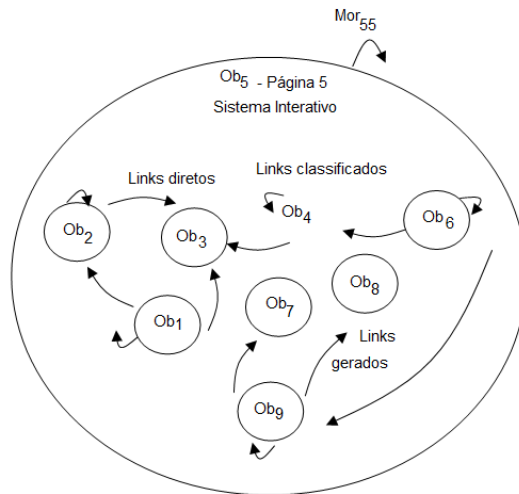 Mor55
Ob5 - Página 5
Sistema Interativo
Links diretos
Links classificados
Ob2
Ob3
Ob4
Ob6
Ob1
Ob7
Ob8
Links
gerados
Ob9